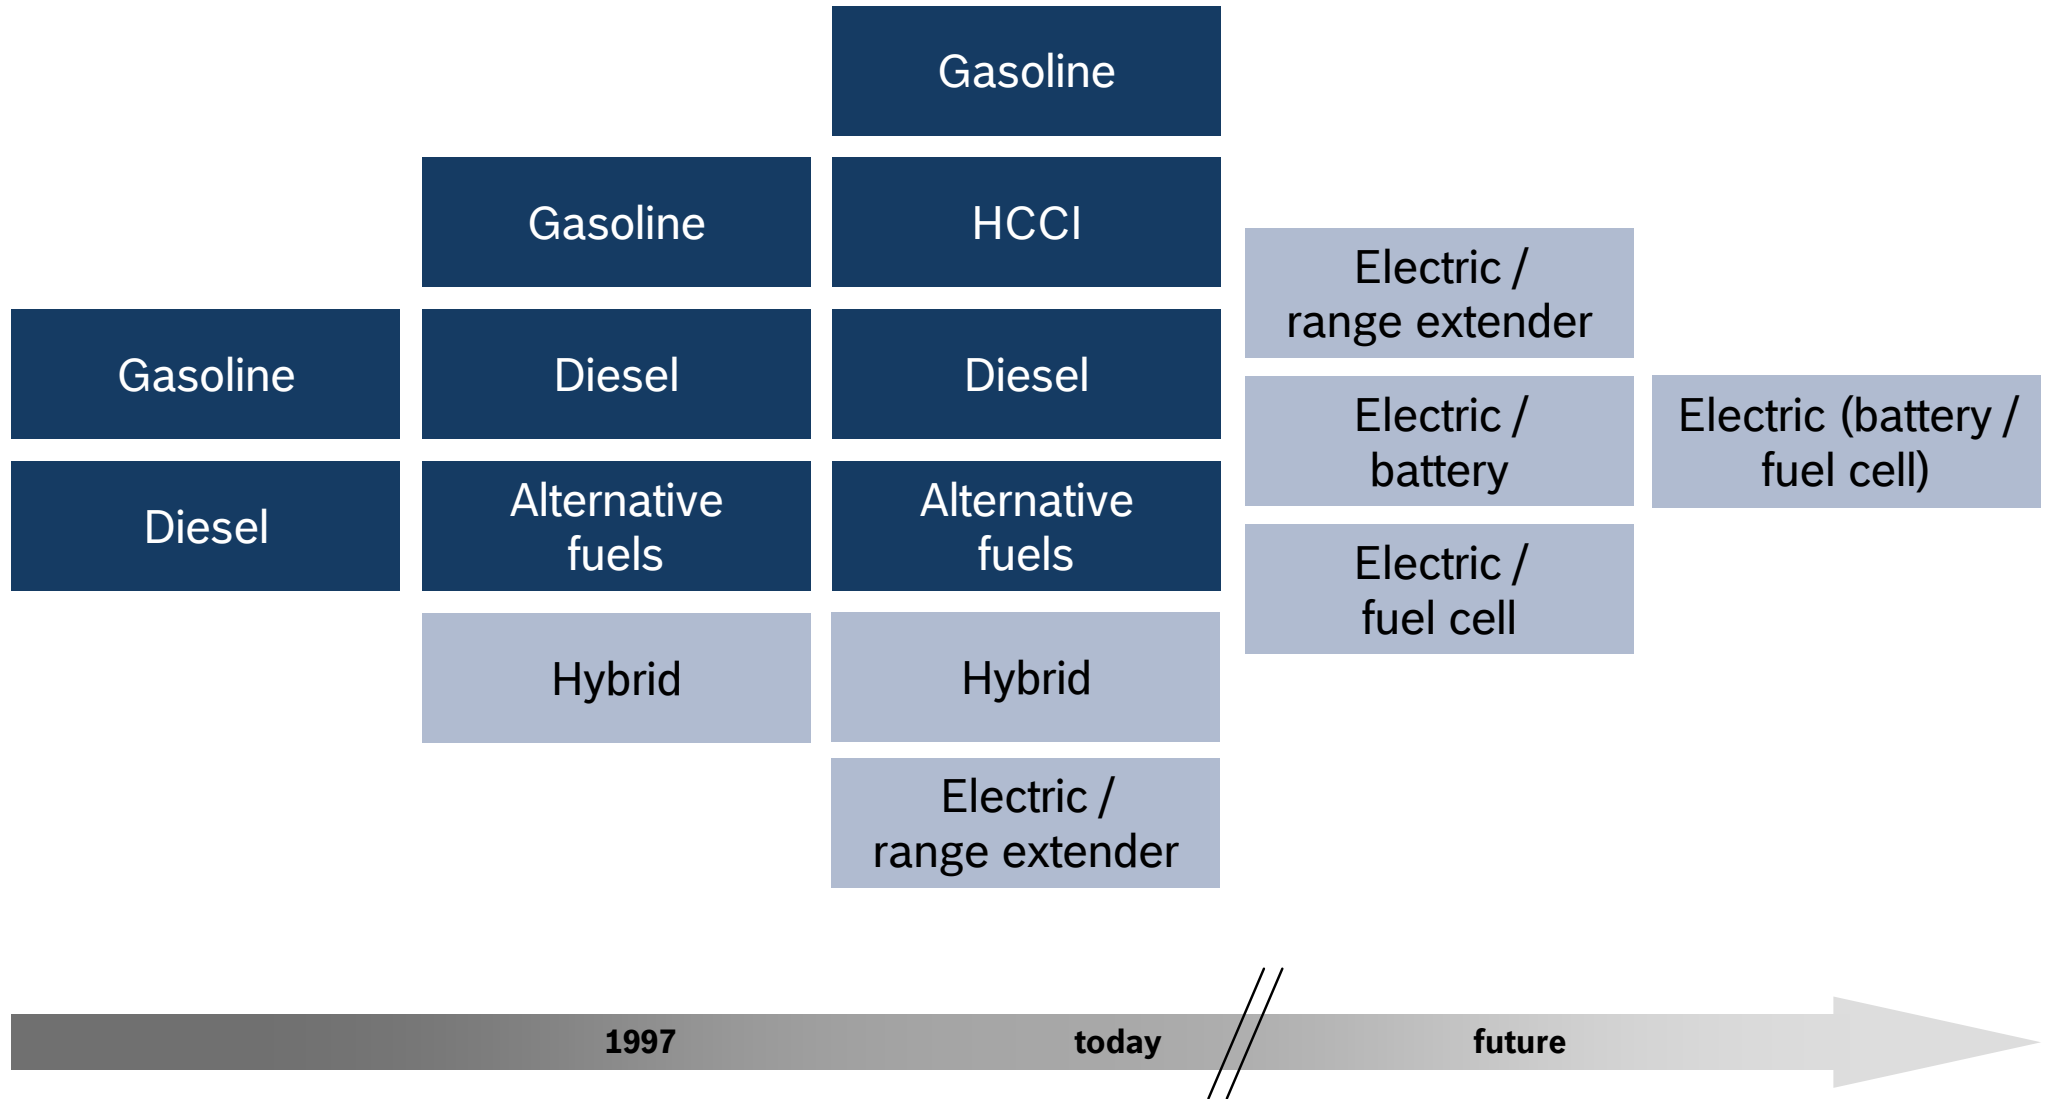 Gasoline
Diesel
Gasoline
Diesel
Alternative
fuels
Hybrid
Gasoline
HCCI
Diesel
Alternative
fuels
Hybrid
Electric /
range extender
Electric /
range extender
Electric /
battery
Electric /
fuel cell
Electric (battery /
fuel cell)
1997
today
future